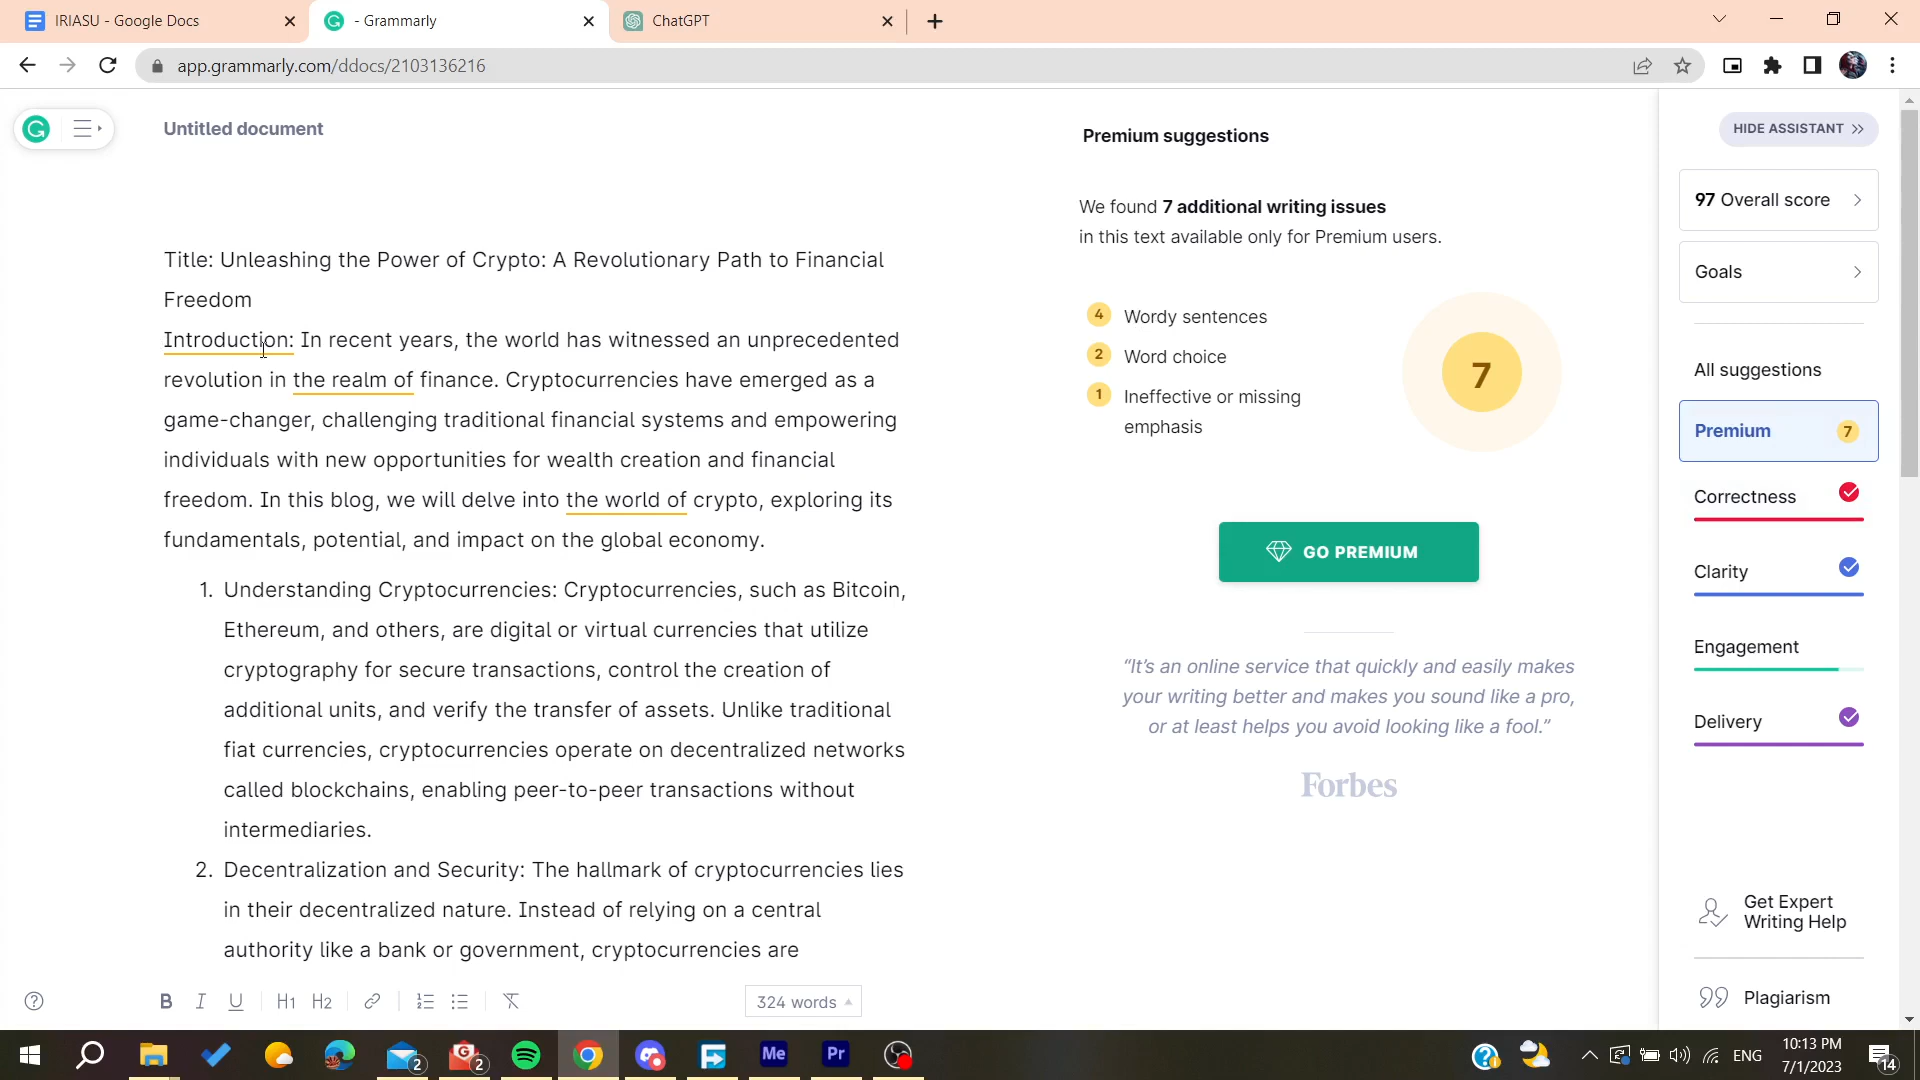 IRIASU - Google Docs
- Grammarly
ChatGPT
app.grammarly.com/ddocs/2103136216
Untitled document
Title: Unleashing the Power of Crypto: A Revolutionary Path to Financial
Freedom
Introduction: In recent years, the world has witnessed an unprecedented
revolution in the realm of finance. Cryptocurrencies have emerged as a
game-changer, challenging traditional financial systems and empowering
individuals with new opportunities for wealth creation and financial
freedom. In this blog, we will delve into the world of crypto, exploring its
fundamentals, potential, and impact on the global economy.
1. Understanding Cryptocurrencies: Cryptocurrencies, such as Bitcoin,
Ethereum, and others, are digital or virtual currencies that utilize
cryptography for secure transactions, control the creation of
additional units, and verify the transfer of assets. Unlike traditional
fiat currencies, cryptocurrencies operate on decentralized networks
called blockchains, enabling peer-to-peer transactions without
intermediaries.
2. Decentralization and Security: The hallmark of cryptocurrencies lies
in their decentralized nature. Instead of relying on a central
authority like a bank or government, cryptocurrencies are
B I U H1 H2
324 words
Premium suggestions
We found 7 additional writing issues
in this text available only for Premium users.
4 Wordy sentences
2 Word choice
1 Ineffective or missing
emphasis
7
GO PREMIUM
“It’s an online service that quickly and easily makes
your writing better and makes you sound like a pro,
or at least helps you avoid looking like a fool.”
Forbes
HIDE ASSISTANT
97 Overall score
Goals
All suggestions
Premium 7
Correctness
Clarity
Engagement
Delivery
Get Expert
Writing Help
Plagiarism
2
2
Me
Pr
ENG
10:13 PM
7/1/2023
14